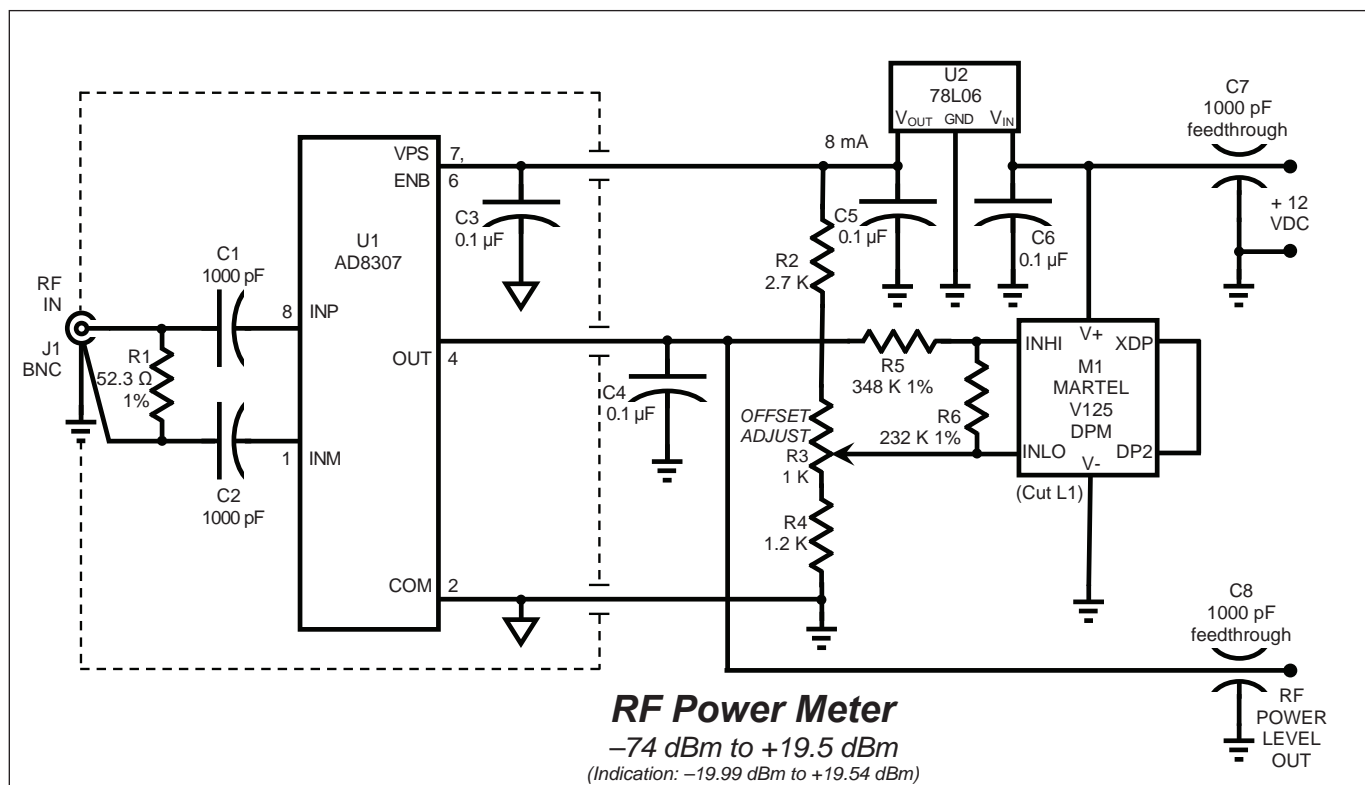 U2
78L06
VOUT GND VIN
C7
1000 pF
feedthrough
8 mA
VPS 7,
ENB 6
C3
0.1 µF
C5
0.1 µF
C6
0.1 µF
+ 12
VDC
U1
AD8307
R2
2.7 K
C1
1000 pF
RF
IN
8 INP
J1
BNC
R1
52.3 Ω
1%
OUT 4
R5
348 K 1%
INHI
V+
XDP
M1
MARTEL
V125
DPM
C4
0.1 µF
OFFSET
ADJUST
R3
1 K
R6
232 K 1%
INLO
DP2
V-
(Cut L1)
1 INM
C2
1000 pF
R4
1.2 K
COM 2
C8
1000 pF
feedthrough
RF
POWER
LEVEL
OUT
RF Power Meter
–74 dBm to +19.5 dBm
(Indication: –19.99 dBm to +19.54 dBm)